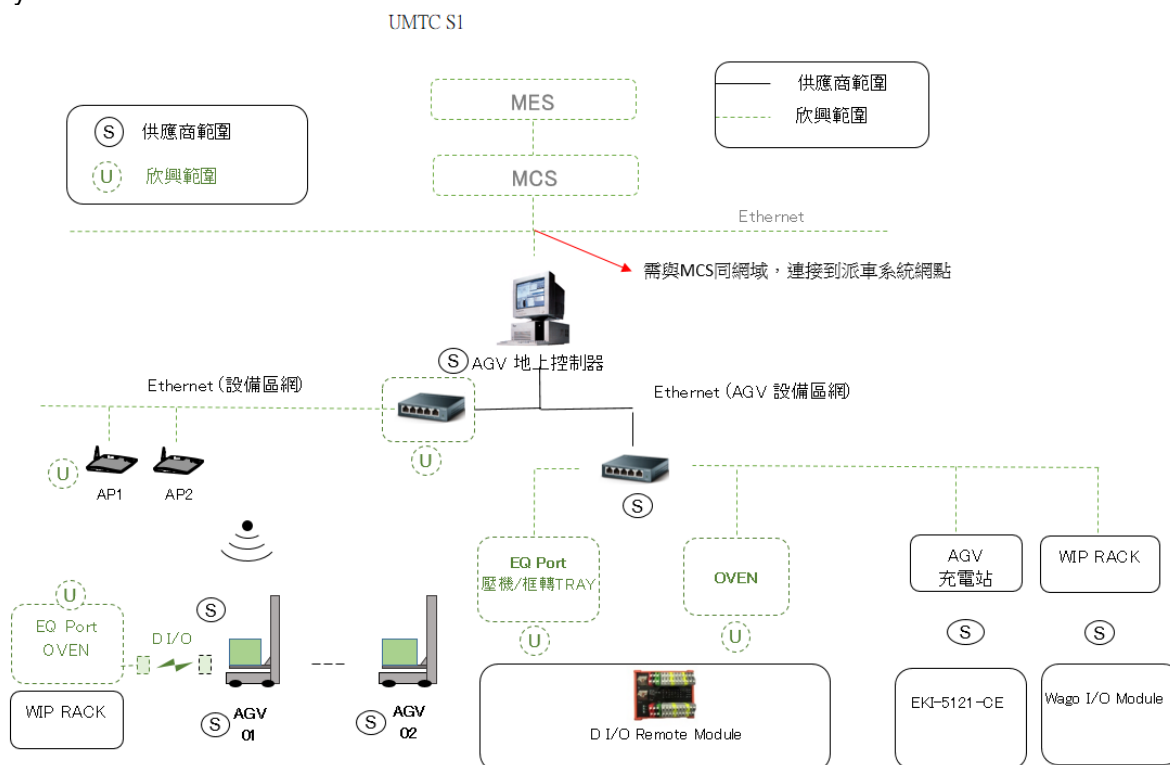 y
UMTC S1
S 供應商範圍
U 欣興範圍
MES
MCS
供應商範圍
欣興範圍
Ethernet
需與MCS同網域，連接到派車系統網點
S AGV 地上控制器
Ethernet (設備區網)
Ethernet (AGV 設備區網)
U
AP1
AP2
U
S
U
EQ Port
OVEN
D I/O
S
WIP RACK
S AGV
01
S AGV
02
EQ Port
壓機/框轉TRAY
U
OVEN
U
D I/O Remote Module
AGV
充電站
S
EKI-5121-CE
WIP RACK
S
Wago I/O Module